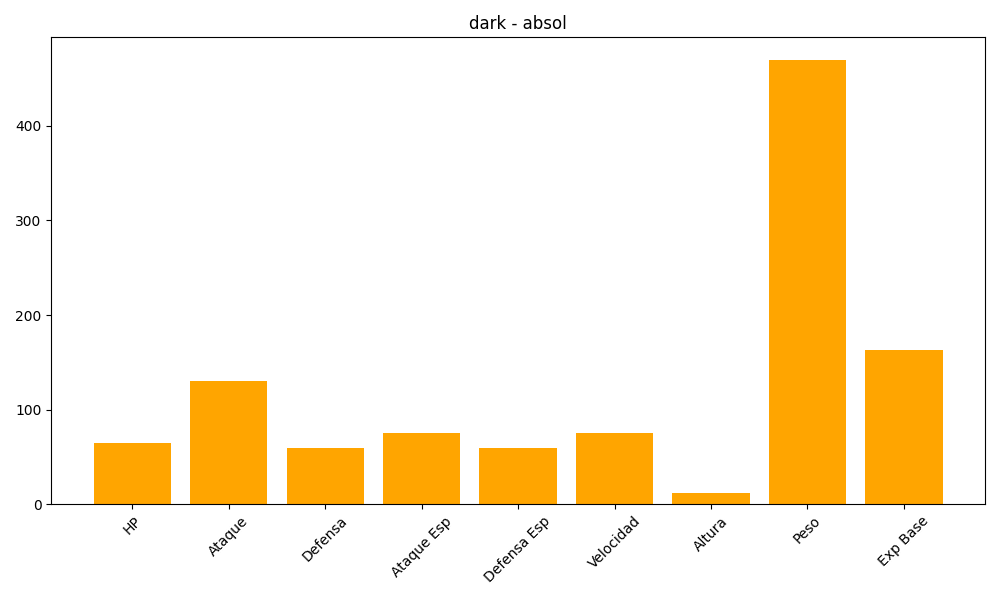 dark - absol
400
300
200
100
0
HP
Ataque
Defensa
Ataque Esp
Defensa Esp
Velocidad
Altura
Peso
Exp Base